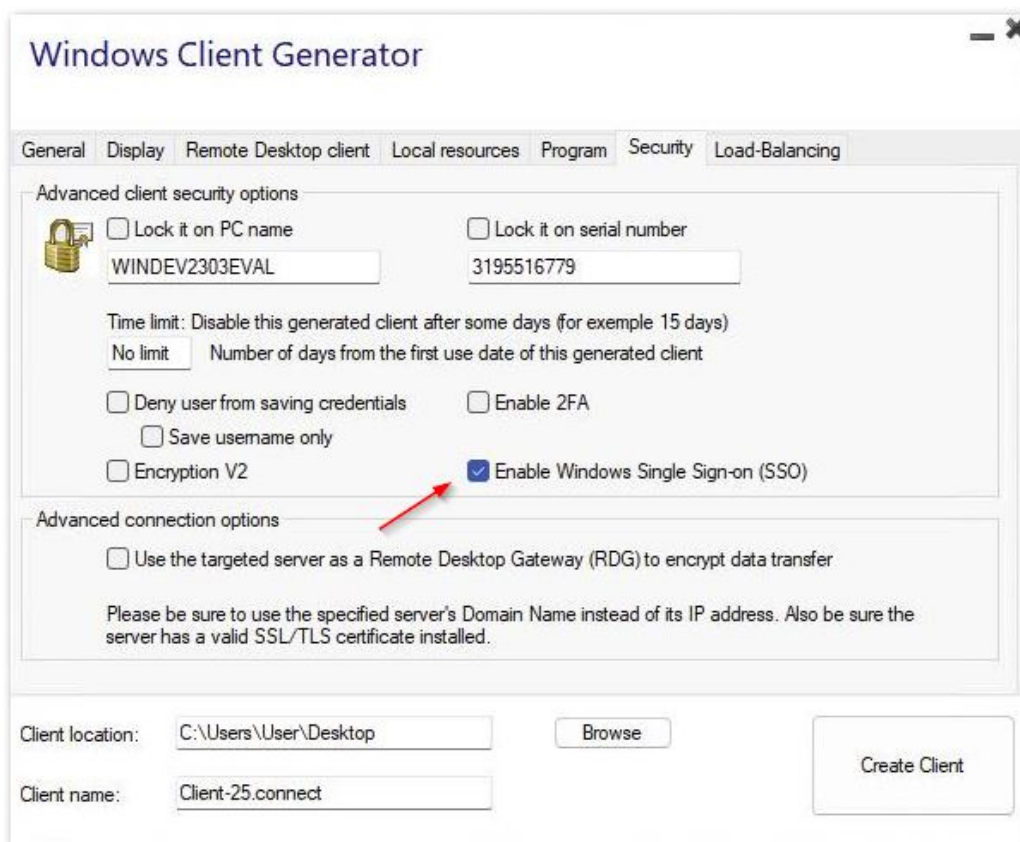 Windows Client Generator
General Display Remote Desktop client Local resources Program Security Load-Balancing
Advanced client security options
Lock it on PC name Lock it on serial number
WINDEV2303EVAL 3195516779
Time limit: Disable this generated client after some days (for exemple 15 days)
No limit Number of days from the first use date of this generated client
Deny user from saving credentials Enable 2FA
Save username only
Encryption V2 Enable Windows Single Sign-on (SSO)
Advanced connection options
Use the targeted server as a Remote Desktop Gateway (RDG) to encrypt data transfer
Please be sure to use the specified server's Domain Name instead of its IP address. Also be sure the
server has a valid SSL/TLS certificate installed.
Client location: C:\Users\User\Desktop Browse
Create Client
Client name: Client-25.connect